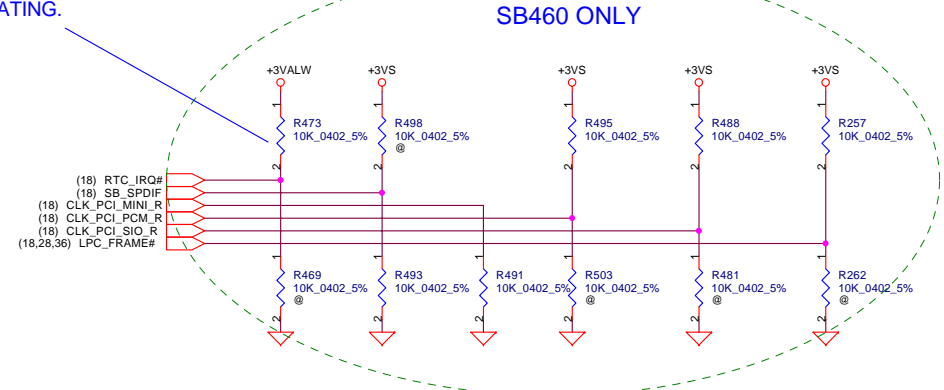 ATING.
SB460 ONLY
+3VALW
+3VS
+3VS
+3VS
+3VS
1
1
1
1
1
R473
10K_0402_5%
R498
10K_0402_5%
@
R495
10K_0402_5%
R488
10K_0402_5%
R257
10K_0402_5%
2
2
2
2
2
(18) RTC_IRQ#
(18) SB_SPDIF
(18) CLK_PCI_MINI_R
(18) CLK_PCI_PCM_R
(18) CLK_PCI_SIO_R
(18,28,36) LPC_FRAME#
1
1
1
1
1
1
R469
10K_0402_5%
@
R493
10K_0402_5%
R491
10K_0402_5%
R503
10K_0402_5%
@
R481
10K_0402_5%
@
R262
10K_0402_5%
@
2
2
2
2
2
2